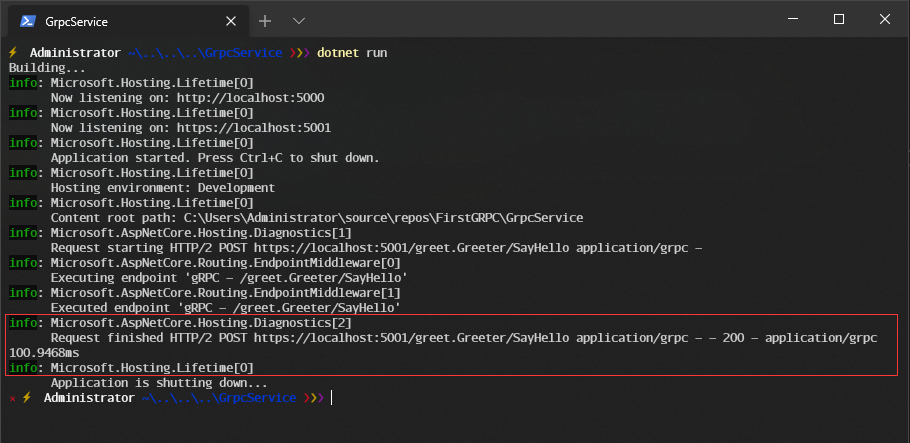 GrpcService
Administrator ~\..\..\..\GrpcService ❯❯❯ dotnet run
Building...
info: Microsoft.Hosting.Lifetime[0]
Now listening on: http://localhost:5000
info: Microsoft.Hosting.Lifetime[0]
Now listening on: https://localhost:5001
info: Microsoft.Hosting.Lifetime[0]
Application started. Press Ctrl+C to shut down.
info: Microsoft.Hosting.Lifetime[0]
Hosting environment: Development
info: Microsoft.Hosting.Lifetime[0]
Content root path: C:\Users\Administrator\source\repos\FirstGRPC\GrpcService
info: Microsoft.AspNetCore.Hosting.Diagnostics[1]
Request starting HTTP/2 POST https://localhost:5001/greet.Greeter/SayHello application/grpc –
info: Microsoft.AspNetCore.Routing.EndpointMiddleware[0]
Executing endpoint 'gRPC – /greet.Greeter/SayHello'
info: Microsoft.AspNetCore.Routing.EndpointMiddleware[1]
Executed endpoint 'gRPC – /greet.Greeter/SayHello'
info: Microsoft.AspNetCore.Hosting.Diagnostics[2]
Request finished HTTP/2 POST https://localhost:5001/greet.Greeter/SayHello application/grpc – – 200 – application/grpc
100.9468ms
info: Microsoft.Hosting.Lifetime[0]
Application is shutting down...
Administrator ~\..\..\..\GrpcService ❯❯❯